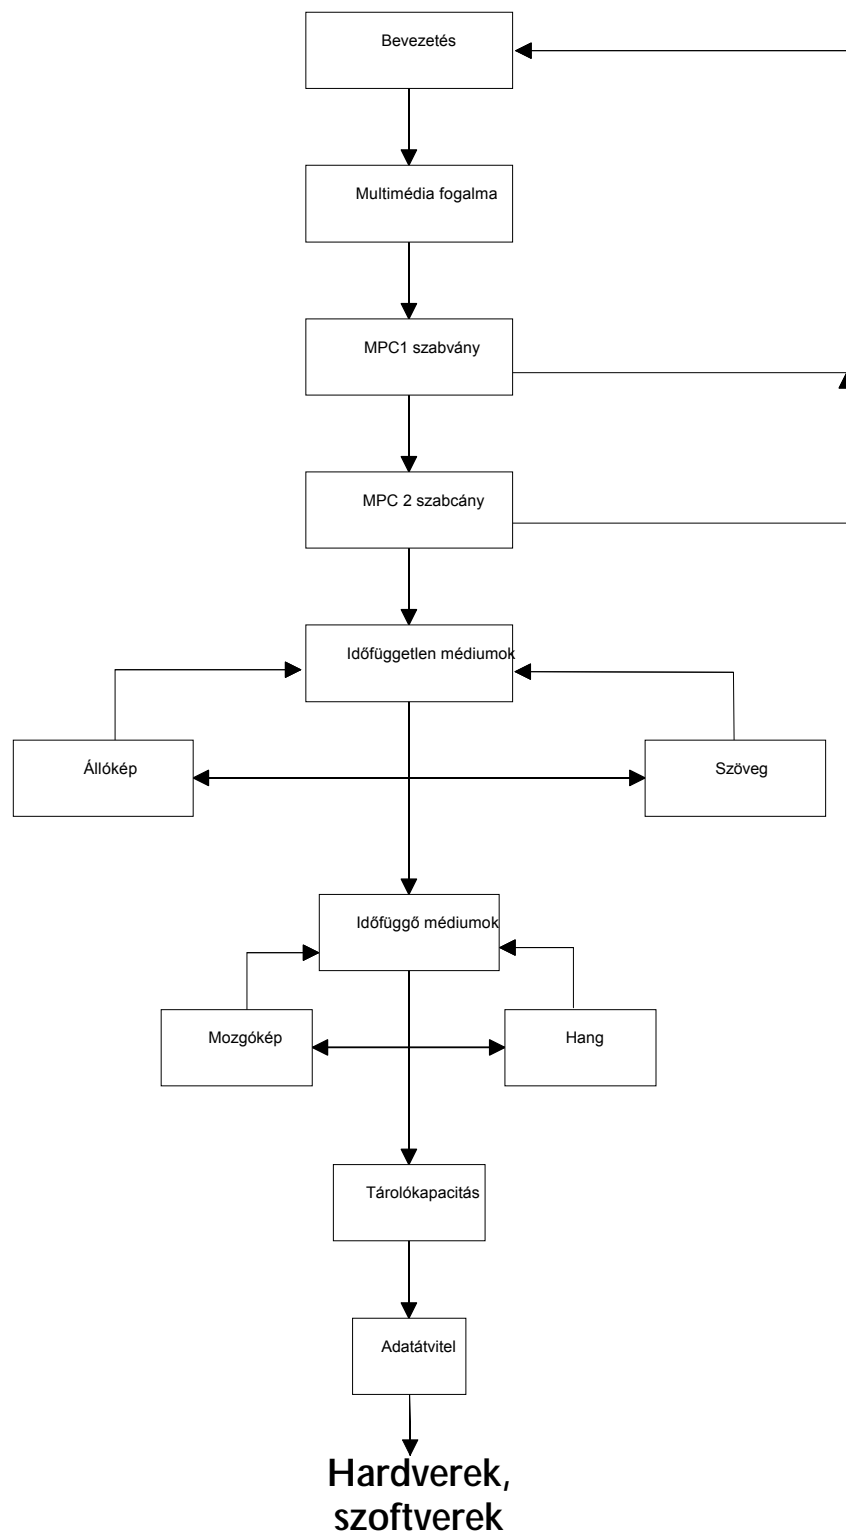 Bevezetés
Multimédia fogalma
MPC1 szabvány
MPC 2 szabcány
Időfüggetlen médiumok
Állókép
Szöveg
Időfüggő médiumok
Mozgókép
Hang
Tárolókapacitás
Adatátvitel
Hardverek,
szoftverek